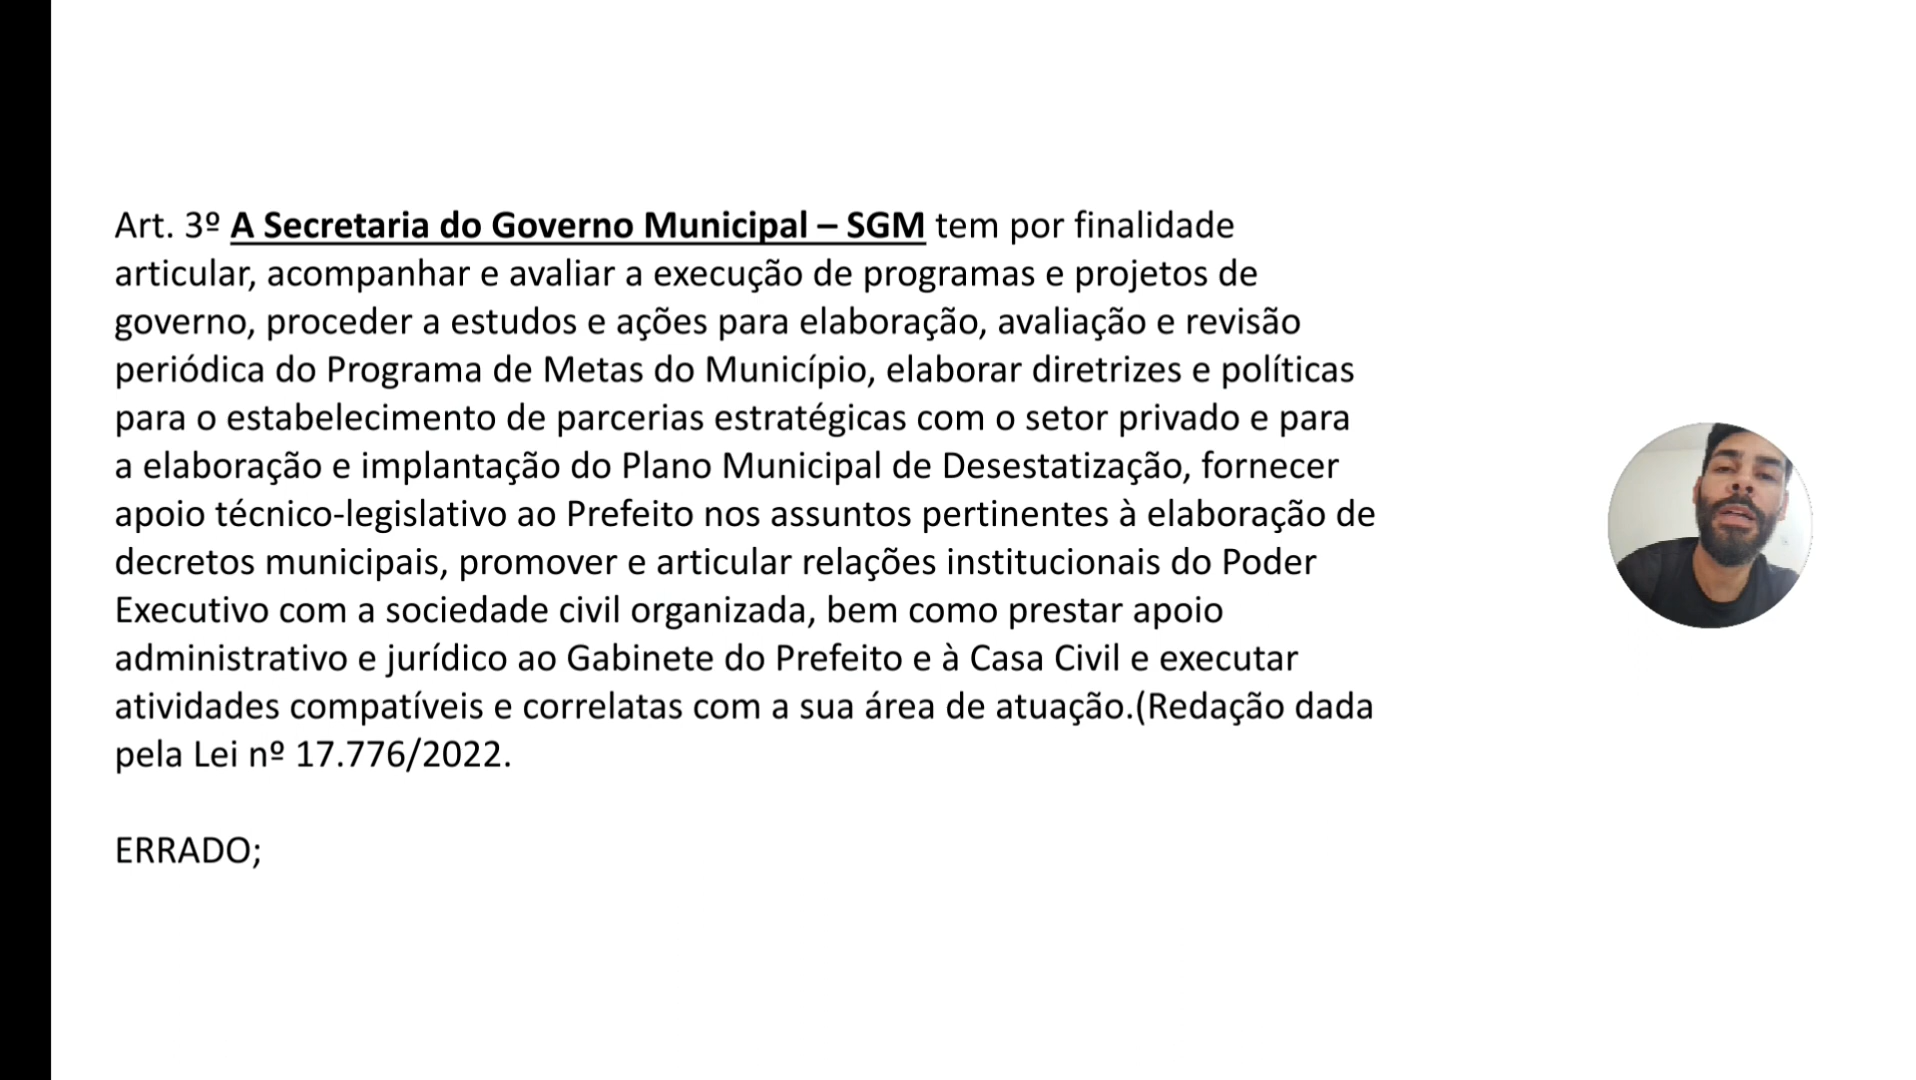 Art. 3º A Secretaria do Governo Municipal – SGM tem por finalidade
articular, acompanhar e avaliar a execução de programas e projetos de
governo, proceder a estudos e ações para elaboração, avaliação e revisão
periódica do Programa de Metas do Município, elaborar diretrizes e políticas
para o estabelecimento de parcerias estratégicas com o setor privado e para
a elaboração e implantação do Plano Municipal de Desestatização, fornecer
apoio técnico-legislativo ao Prefeito nos assuntos pertinentes à elaboração de
decretos municipais, promover e articular relações institucionais do Poder
Executivo com a sociedade civil organizada, bem como prestar apoio
administrativo e jurídico ao Gabinete do Prefeito e à Casa Civil e executar
atividades compatíveis e correlatas com a sua área de atuação.(Redação dada
pela Lei nº 17.776/2022.
ERRADO;